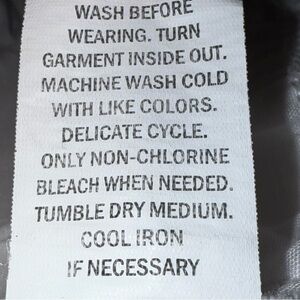 WASH BEFORE
WEARING. TURN
GARMENT INSIDE OUT.
MACHINE WASH COLD
WITH LIKE COLORS.
DELICATE CYCLE.
ONLY NON-CHLORINE
BLEACH WHEN NEEDED.
TUMBLE DRY MEDIUM.
COOL IRON
IF NECESSARY